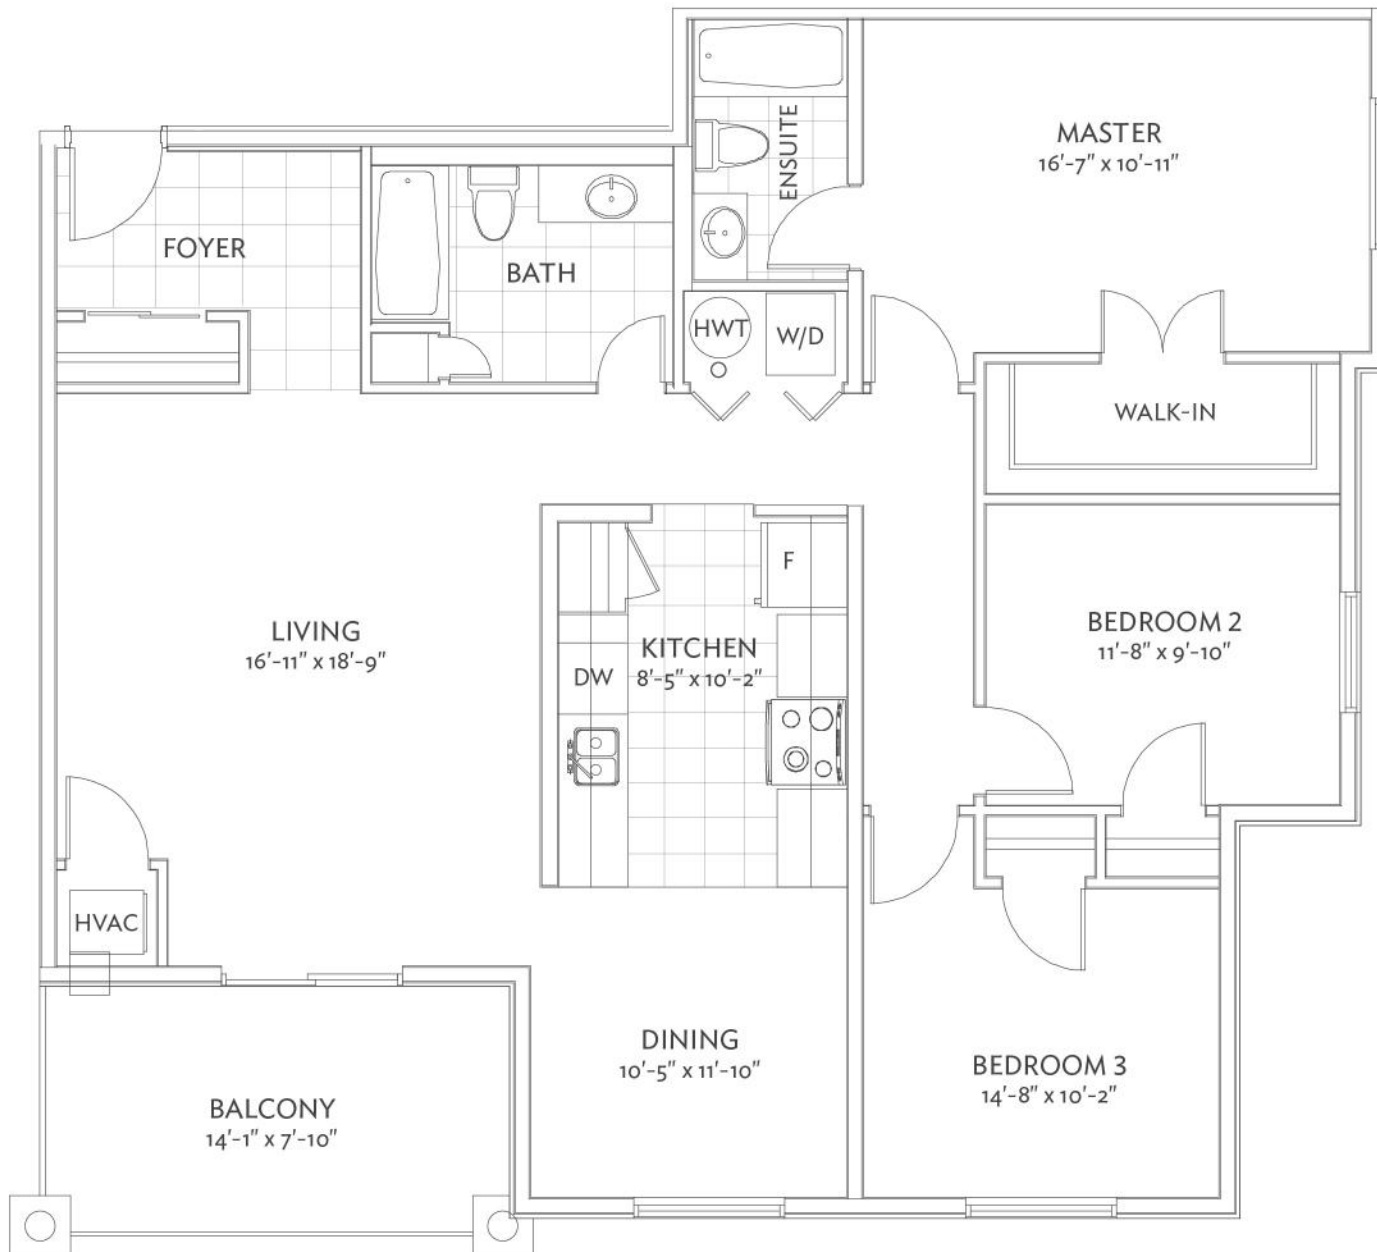 MASTER
16'-7" x 10'-11"
ENSUITE
FOYER
BATH
HWT
W/D
WALK-IN
F
LIVING
16'-11" x 18'-9"
KITCHEN
8'-5" x 10'-2"
DW
BEDROOM 2
11'-8" x 9'-10"
HVAC
DINING
10'-5" x 11'-10"
BEDROOM 3
14'-8" x 10'-2"
BALCONY
14'-1" x 7'-10"